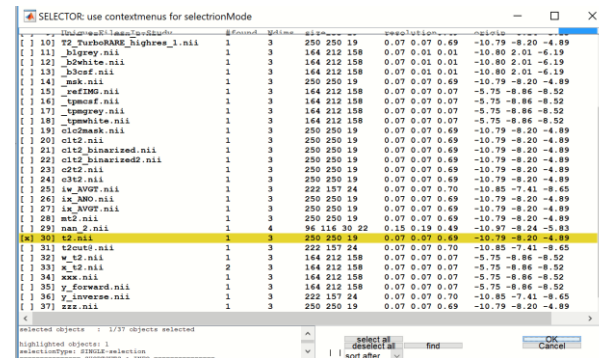 SELECTOR: use contextmenus for selectrionMode
Unique-Files-In-Study #found Ndims size resolution origin
[ ] 10] T2_TurboRARE_highres_1.nii 1 3 250 250 19 0.07 0.07 0.69 -10.79 -8.20 -4.89
[ ] 11] _b1grey.nii 1 3 164 212 158 0.07 0.01 0.01 -10.80 2.01 -6.19
[ ] 12] _b2white.nii 1 3 164 212 158 0.07 0.01 0.01 -10.80 2.01 -6.19
[ ] 13] _b3csf.nii 1 3 164 212 158 0.07 0.01 0.01 -10.80 2.01 -6.19
[ ] 14] _msk.nii 1 3 250 250 19 0.07 0.07 0.69 -10.79 -8.20 -4.89
[ ] 15] _refIMG.nii 1 3 164 212 158 0.07 0.07 0.07 -5.75 -8.86 -8.52
[ ] 16] _tpmcsf.nii 1 3 164 212 158 0.07 0.07 0.07 -5.75 -8.86 -8.52
[ ] 17] _tpmgrey.nii 1 3 164 212 158 0.07 0.07 0.07 -5.75 -8.86 -8.52
[ ] 18] _tpmwhite.nii 1 3 164 212 158 0.07 0.07 0.07 -5.75 -8.86 -8.52
[ ] 19] c1c2mask.nii 1 3 250 250 19 0.07 0.07 0.69 -10.79 -8.20 -4.89
[ ] 20] c1t2.nii 1 3 250 250 19 0.07 0.07 0.69 -10.79 -8.20 -4.89
[ ] 21] c1t2_binarized.nii 1 3 250 250 19 0.07 0.07 0.69 -10.79 -8.20 -4.89
[ ] 22] c1t2_binarized2.nii 1 3 250 250 19 0.07 0.07 0.69 -10.79 -8.20 -4.89
[ ] 23] c2t2.nii 1 3 250 250 19 0.07 0.07 0.69 -10.79 -8.20 -4.89
[ ] 24] c3t2.nii 1 3 250 250 19 0.07 0.07 0.69 -10.79 -8.20 -4.89
[ ] 25] iw_AVGT.nii 1 3 222 157 24 0.07 0.07 0.70 -10.85 -7.41 -8.65
[ ] 26] ix_ANO.nii 1 3 250 250 19 0.07 0.07 0.69 -10.79 -8.20 -4.89
[ ] 27] ix_AVGT.nii 1 3 250 250 19 0.07 0.07 0.69 -10.79 -8.20 -4.89
[ ] 28] mt2.nii 1 3 250 250 19 0.07 0.07 0.69 -10.79 -8.20 -4.89
[ ] 29] nan_2.nii 1 4 96 116 30 22 0.15 0.19 0.49 -10.97 -8.24 -5.83
[x] 30] t2.nii 1 3 250 250 19 0.07 0.07 0.69 -10.79 -8.20 -4.89
[ ] 31] t2cut@.nii 1 3 222 157 24 0.07 0.07 0.70 -10.85 -7.41 -8.65
[ ] 32] w_t2.nii 1 3 164 212 158 0.07 0.07 0.07 -5.75 -8.86 -8.52
[ ] 33] x_t2.nii 2 3 164 212 158 0.07 0.07 0.07 -5.75 -8.86 -8.52
[ ] 34] xxx.nii 1 3 164 212 158 0.07 0.07 0.07 -5.75 -8.86 -8.52
[ ] 35] y_forward.nii 1 3 164 212 158 0.07 0.07 0.07 -5.75 -8.86 -8.52
[ ] 36] y_inverse.nii 1 3 222 157 24 0.07 0.07 0.70 -10.85 -7.41 -8.65
[ ] 37] zzz.nii 1 3 250 250 19 0.07 0.07 0.69 -10.79 -8.20 -4.89
selected objects : 1/37 objects selected
highlighted objects: 1
selectionType: SINGLE-selection
select all
deselect all
find
sort after
OK
Cancel